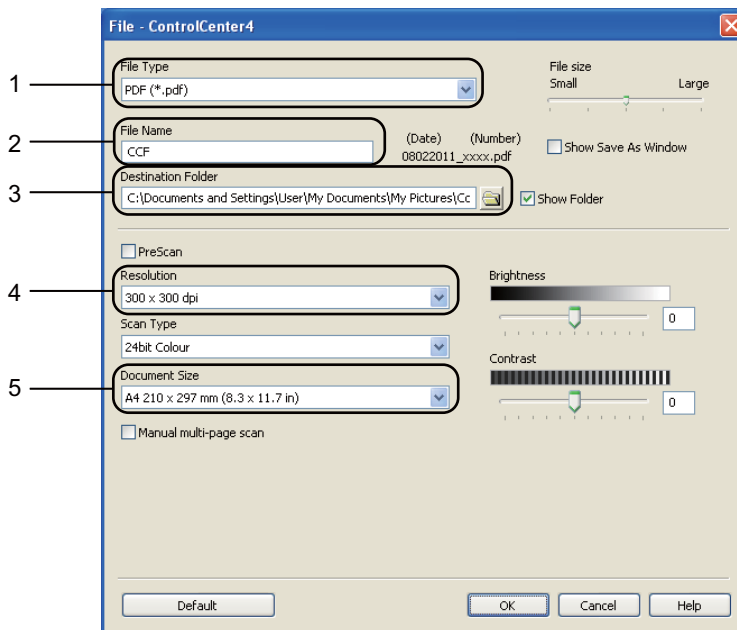 File - ControlCenter4
1
File Type
PDF (*.pdf)
File size
Small Large
2
File Name
CCF
(Date) (Number)
08022011_xxxx.pdf
Show Save As Window
3
Destination Folder
C:\Documents and Settings\User\My Documents\My Pictures\Cc
Show Folder
PreScan
4
Resolution
300 x 300 dpi
Brightness
0
Scan Type
24bit Colour
Contrast
0
5
Document Size
A4 210 x 297 mm (8.3 x 11.7 in)
Manual multi-page scan
Default OK Cancel Help